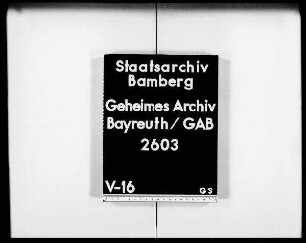 Staatsarchiv
Bamberg
Geheimes Archiv
Bayreuth/GAB
2603
V-16
GS